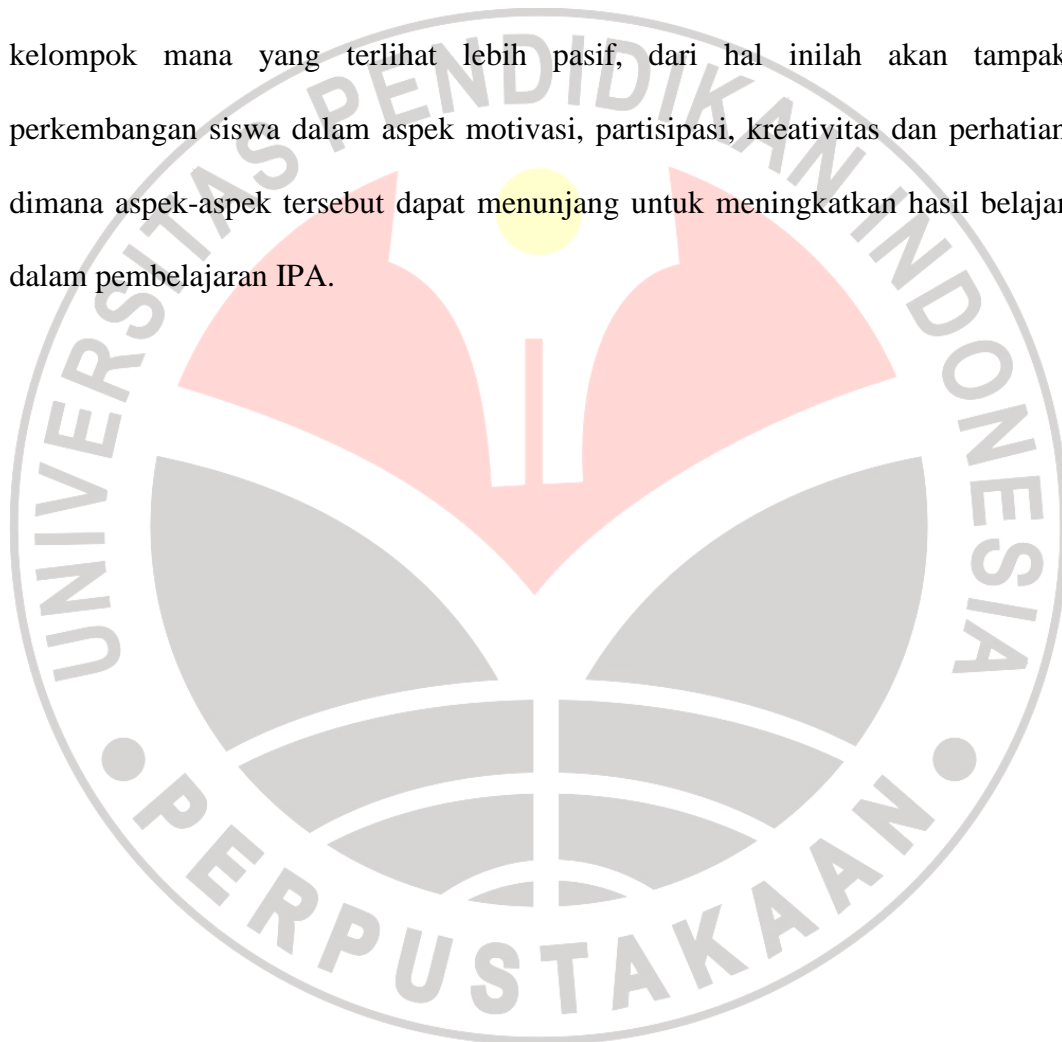 kelompok mana yang terlihat lebih pasif, dari hal inilah akan tampak
perkembangan siswa dalam aspek motivasi, partisipasi, kreativitas dan perhatian
dimana aspek-aspek tersebut dapat menunjang untuk meningkatkan hasil belajar
dalam pembelajaran IPA.
UNIVERSITAS PENDIDIKAN INDONESIA
PERPUSTAKAAN